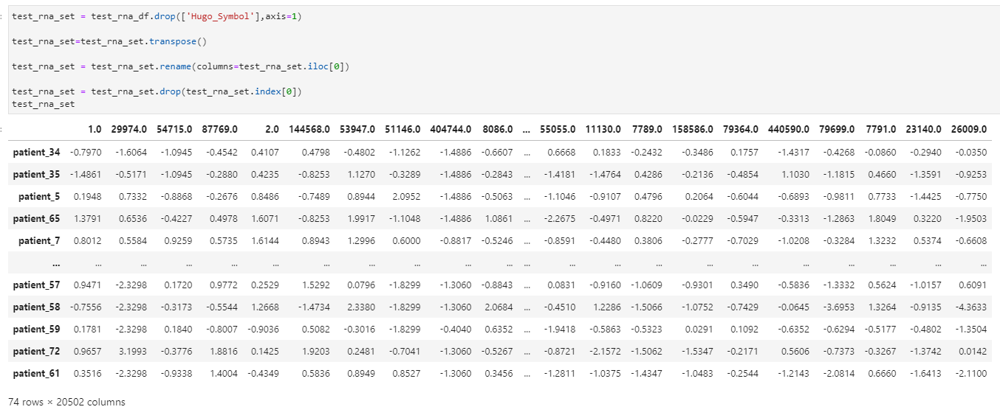 test_rna_set = test_rna_df.drop(['Hugo_Symbol'],axis=1)
test_rna_set=test_rna_set.transpose()
test_rna_set = test_rna_set.rename(columns=test_rna_set.iloc[0])
test_rna_set = test_rna_set.drop(test_rna_set.index[0])
test_rna_set
1.0 29974.0 54715.0 87769.0 2.0 144568.0 53947.0 51146.0 404744.0 8086.0 ... 55055.0 11130.0 7789.0 158586.0 79364.0 440590.0 79699.0 7791.0 23140.0 26009.0
patient_34 -0.7970 -1.6064 -1.0945 -0.4542 0.4107 0.4798 -0.4802 -1.1262 -1.4886 -0.6607 ... 0.6668 0.1833 -0.2432 -0.3486 0.1757 -1.4317 -0.4268 -0.0860 -0.2940 -0.0350
patient_35 -1.4861 -0.5171 -1.0945 -0.2880 0.4235 -0.8253 1.1270 -0.3289 -1.4886 -0.2843 ... -1.4181 -1.4764 0.4286 -0.2136 -0.4854 1.1030 -1.1815 0.4660 -1.3591 -0.9253
patient_5 0.1948 0.7332 -0.8868 -0.2676 0.8486 -0.7489 0.8944 2.0952 -1.4886 -0.5063 ... -1.1046 -0.9107 0.4796 0.2064 -0.6044 -0.6893 -0.9811 0.7733 -1.4425 -0.7750
patient_65 1.3791 0.6536 -0.4227 0.4978 1.6071 -0.8253 1.9917 -1.1048 -1.4886 1.0861 ... -2.2675 -0.4971 0.8220 -0.0229 -0.5947 -0.3313 -1.2863 1.8049 0.3220 -1.9503
patient_7 0.8012 0.5584 0.9259 0.5735 1.6144 0.8943 1.2996 0.6000 -0.8817 -0.5246 ... -0.8591 -0.4480 0.3806 -0.2777 -0.7029 -1.0208 -0.3284 1.3232 0.5374 -0.6608
... ... ... ... ... ... ... ... ... ... ... ... ... ... ... ... ... ... ... ... ... ...
patient_57 0.9471 -2.3298 0.1720 0.9772 0.2529 1.5292 0.0796 -1.8299 -1.3060 -0.8843 ... 0.0831 -0.9160 -1.0609 -0.9301 0.3490 -0.5836 -1.3332 0.5624 -1.0157 0.6091
patient_58 -0.7556 -2.3298 -0.3173 -0.5544 1.2668 -1.4734 2.3380 -1.8299 -1.3060 2.0684 ... -0.4510 1.2286 -1.5066 -1.0752 -0.7429 -0.0645 -3.6953 1.3264 -0.9135 -4.3633
patient_59 0.1781 -2.3298 0.1840 -0.8007 -0.9036 0.5082 -0.3016 -1.8299 -0.4040 0.6352 ... -1.9418 -0.5863 -0.5323 0.0291 0.1092 -0.6352 -0.6294 -0.5177 -0.4802 -1.3504
patient_72 0.9657 3.1993 -0.3776 1.8816 0.1425 1.9203 0.2481 -0.7041 -1.3060 -0.5267 ... -0.8721 -2.1572 -1.5062 -1.5347 -0.2171 0.5606 -0.7373 -0.3267 -1.3742 0.0142
patient_61 0.3516 -2.3298 -0.9338 1.4004 -0.4349 0.5836 0.8949 0.8527 -1.3060 0.3456 ... -1.2811 -1.0375 -1.4347 -1.0483 -0.2544 -1.2143 -2.0814 0.6660 -1.6413 -2.1100
74 rows × 20502 columns